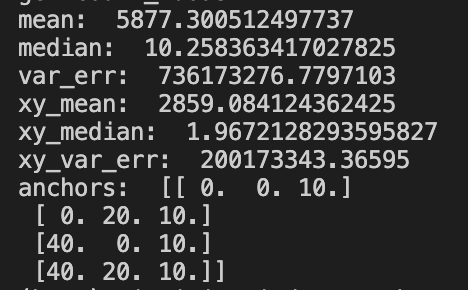 mean:  5877.300512497737
median:  10.258363417027825
var_err:  736173276.7797103
xy_mean:  2859.084124362425
xy_median:  1.9672128293595827
xy_var_err:  200173343.36595
anchors:  [[ 0.  0. 10.]
 [ 0. 20. 10.]
 [40.  0. 10.]
 [40. 20. 10.]]